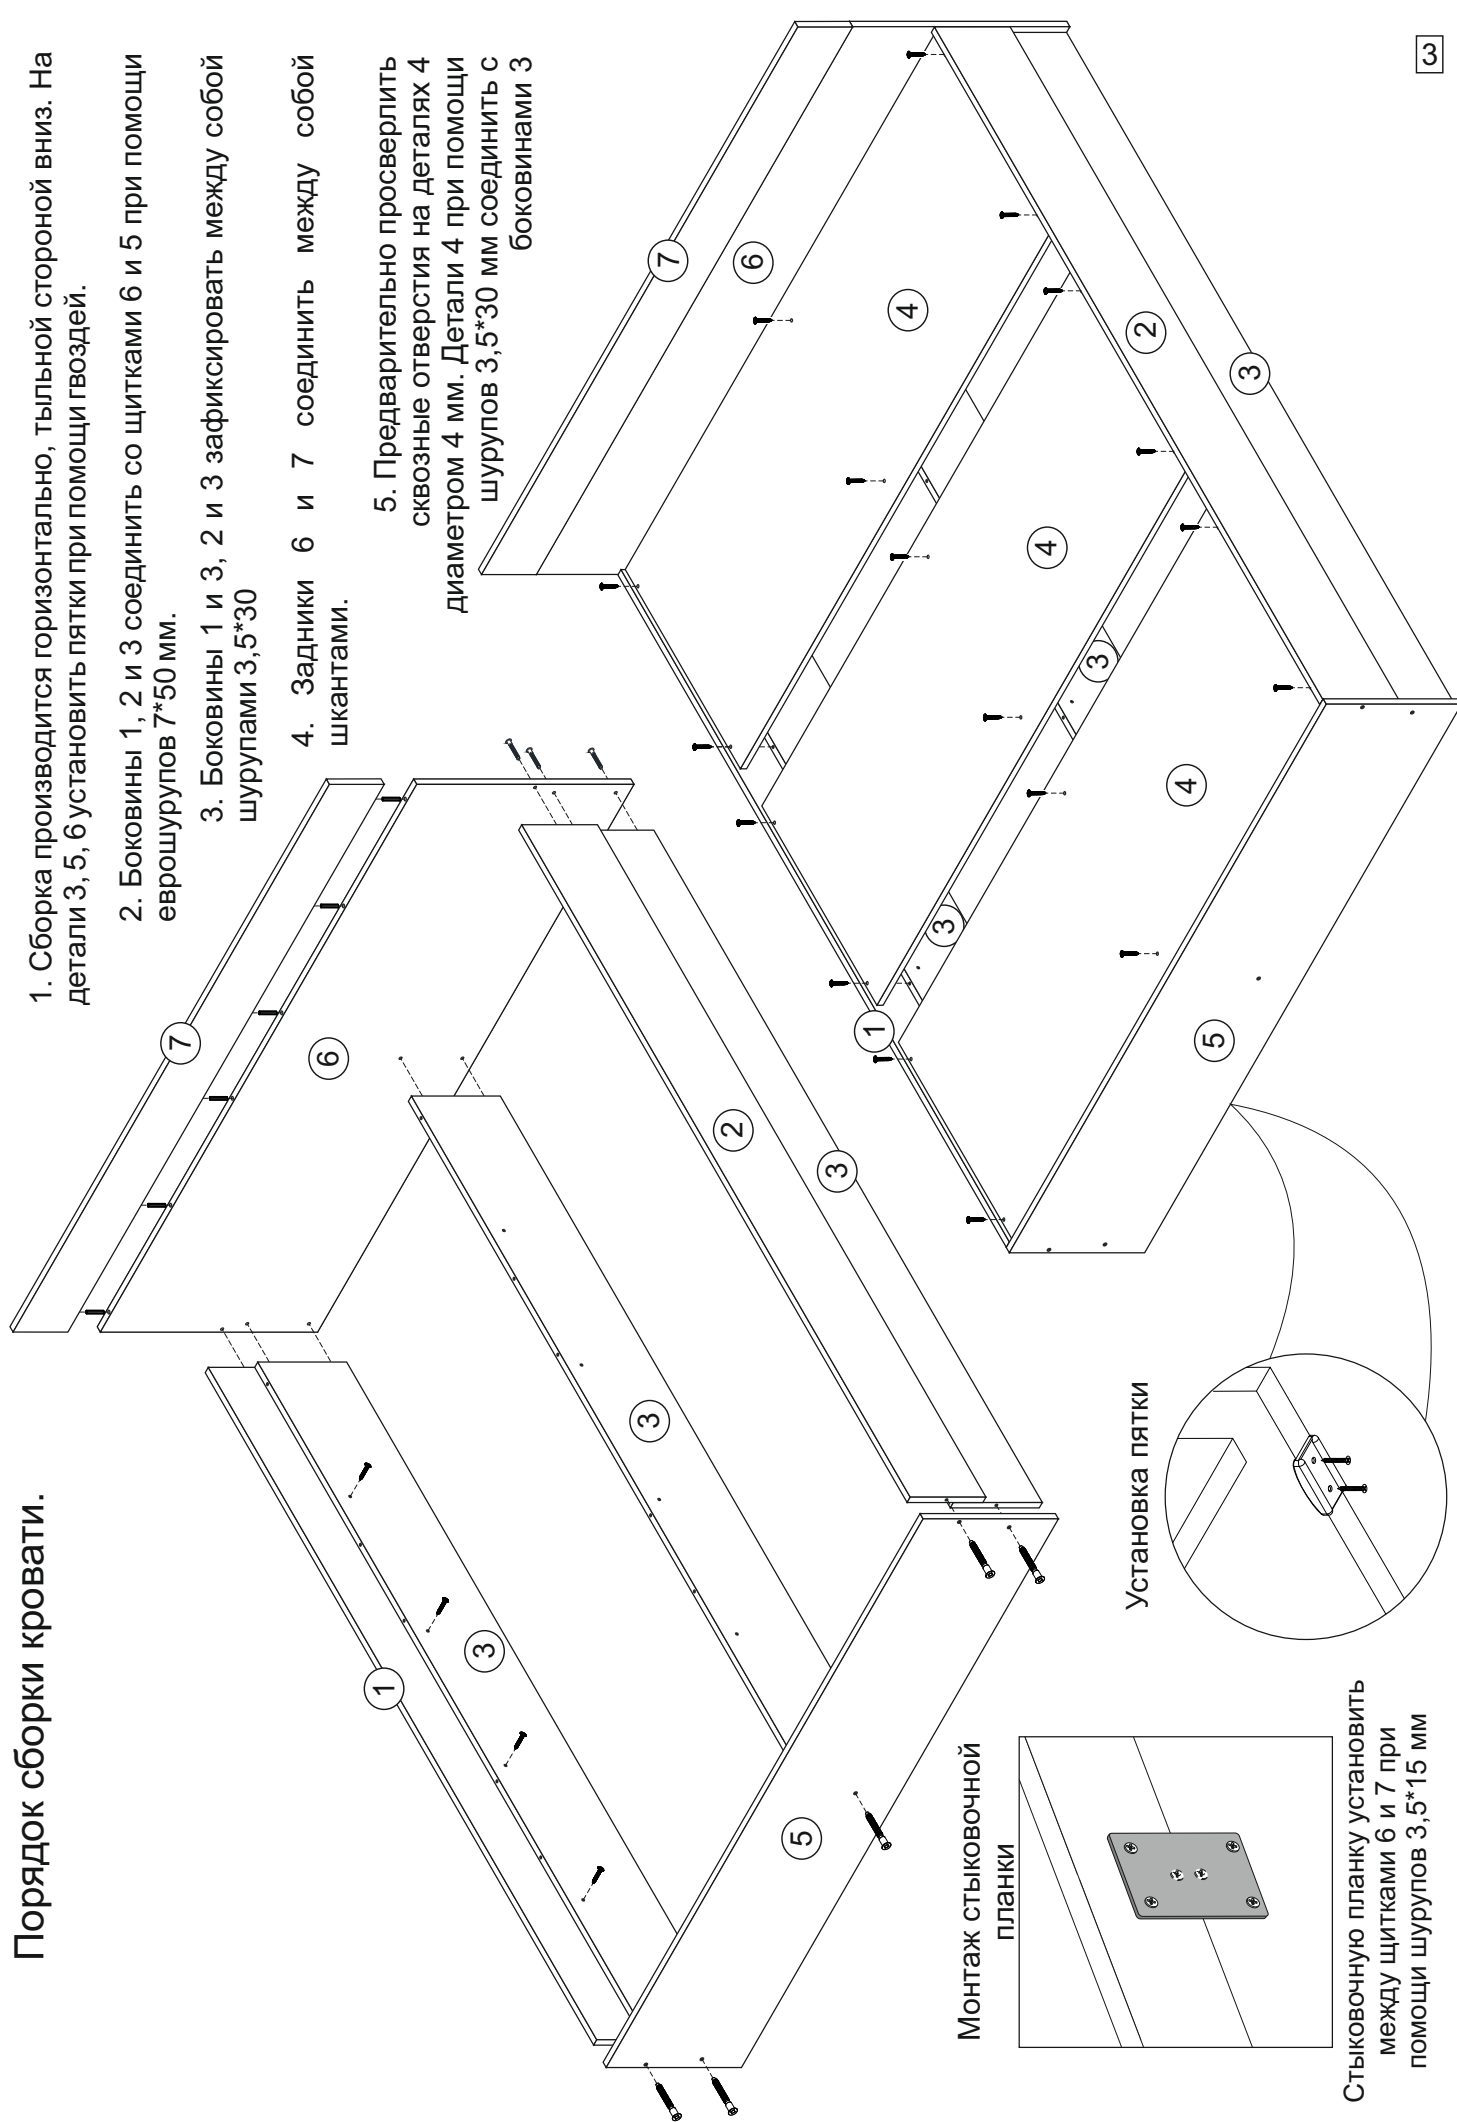 Порядок сборки кровати.
1. Сборка производится горизонтально, тыльной стороной вниз. На
детали 3, 5, 6 установить пятки при помощи гвоздей.
2. Боковины 1, 2 и 3 соединить со щитками 6 и 5 при помощи
еврошурупов 7*50 мм.
3. Боковины 1 и 3, 2 и 3 зафиксировать между собой
шурупами 3,5*30
4. Задники 6 и 7 соединить между собой
шкантами.
5. Предварительно просверлить
сквозные отверстия на деталях 4
диаметром 4 мм. Детали 4 при помощи
шурупов 3,5*30 мм соединить с
боковинами 3
7
6
1
3
3
2
3
5
7
6
4
4
2
3
3
3
1
4
5
Монтаж стыковочной
планки
Стыковочную планку установить
между щитками 6 и 7 при
помощи шурупов 3,5*15 мм
Установка пятки
3